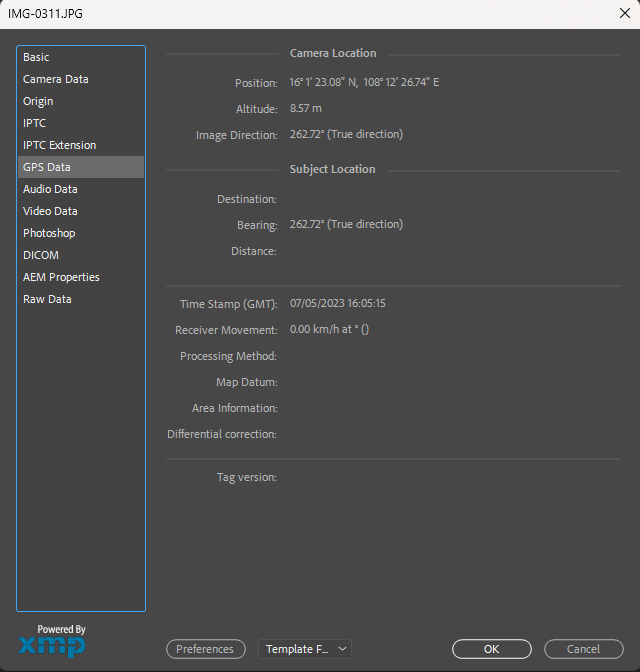 IMG-0311.JPG
Basic
Camera Data
Origin
IPTC
IPTC Extension
GPS Data
Audio Data
Video Data
Photoshop
DICOM
AEM Properties
Raw Data
Powered By
xmp
Camera Location
Position: 16° 1' 23.08" N, 108° 12' 26.74" E
Altitude: 8.57 m
Image Direction: 262.72° (True direction)
Subject Location
Destination:
Bearing: 262.72° (True direction)
Distance:
Time Stamp (GMT): 07/05/2023 16:05:15
Receiver Movement: 0.00 km/h at ° ()
Processing Method:
Map Datum:
Area Information:
Differential correction:
Tag version:
Preferences
Template F...
OK
Cancel